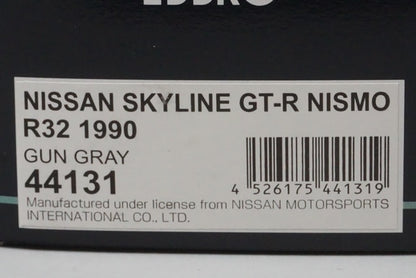 EBBRO
NISSAN SKYLINE GT-R NISMO
R32 1990
GUN GRAY
44131
4 526175 441319
Manufactured under license from NISSAN MOTORSPORTS
INTERNATIONAL CO., LTD.